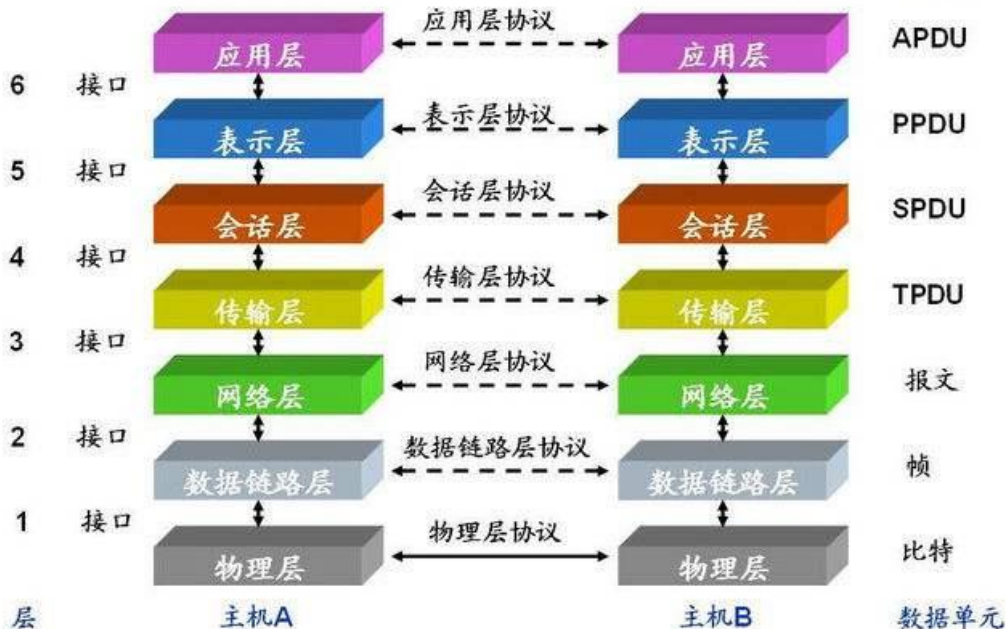 应用层 应用层协议 应用层 APDU
6 接口
表示层 表示层协议 表示层 PPDU
5 接口
会话层 会话层协议 会话层 SPDU
4 接口
传输层 传输层协议 传输层 TPDU
3 接口
网络层 网络层协议 网络层 报文
2 接口
数据链路层 数据链路层协议 数据链路层 帧
1 接口
物理层 物理层协议 物理层 比特
层 主机A 主机B 数据单元